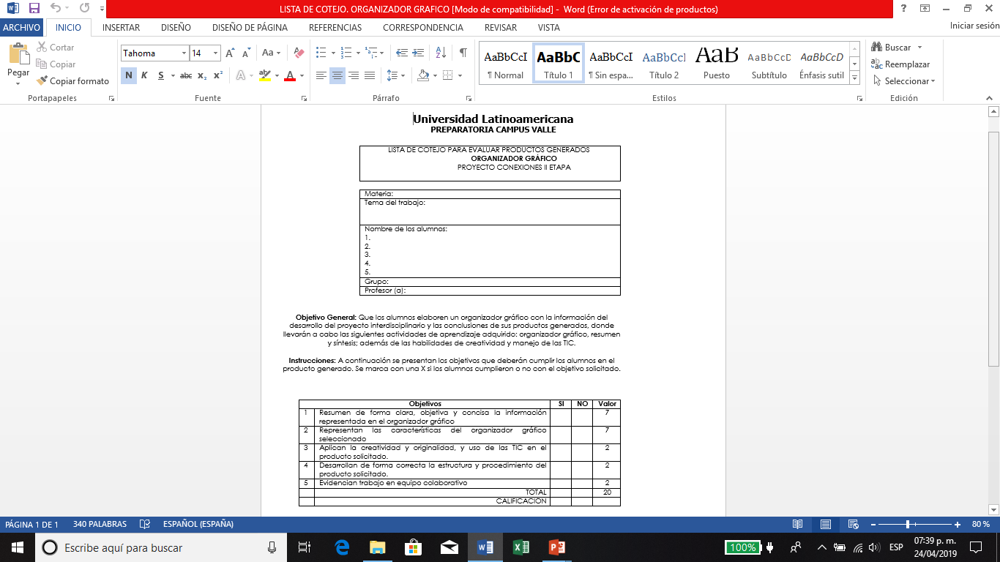 LISTA DE COTEJO. ORGANIZADOR GRAFICO [Modo de compatibilidad] - Word (Error de activación de productos)
ARCHIVO INICIO INSERTAR DISEÑO DISEÑO DE PÁGINA REFERENCIAS CORRESPONDENCIA REVISAR VISTA Iniciar sesión
Pegar
Cortar
Copiar
Copiar formato
Portapapeles
Tahoma 14
N K S abc x₂ x²
Fuente
Párrafo
AaBbCcI AaBbC AaBbCcI AaBbCcI AaB AaBbCcD AaBbCcD
¶ Normal Título 1 ¶ Sin espa... Título 2 Puesto Subtítulo Énfasis sutil
Estilos
Buscar
Reemplazar
Seleccionar
Edición
Universidad Latinoamericana
PREPARATORIA CAMPUS VALLE
LISTA DE COTEJO PARA EVALUAR PRODUCTOS GENERADOS
ORGANIZADOR GRÁFICO
PROYECTO CONEXIONES II ETAPA
Materia:
Tema del trabajo:
Nombre de los alumnos:
1.
2.
3.
4.
5.
Grupo:
Profesor (a):
Objetivo General: Que los alumnos elaboren un organizador gráfico con la información del
desarrollo del proyecto interdisciplinario y las conclusiones de sus productos generados, donde
llevarán a cabo las siguientes actividades de aprendizaje adquirido: organizador gráfico, resumen
y síntesis; además de las habilidades de creatividad y manejo de las TIC.
Instrucciones: A continuación se presentan los objetivos que deberán cumplir los alumnos en el
producto generado. Se marca con una X si los alumnos cumplieron o no con el objetivo solicitado.
Objetivos SI NO Valor
1 Resumen de forma clara, objetiva y concisa la información 7
representada en el organizador gráfico
2 Representan las características del organizador gráfico 7
seleccionado
3 Aplican la creatividad y originalidad, y uso de las TIC en el 2
producto solicitado.
4 Desarrollan de forma correcta la estructura y procedimiento del 2
producto solicitado.
5 Evidencian trabajo en equipo colaborativo 2
TOTAL 20
CALIFICACIÓN
PÁGINA 1 DE 1 340 PALABRAS ESPAÑOL (ESPAÑA) 80 %
Escribe aquí para buscar
100% ESP
07:39 p. m.
24/04/2019